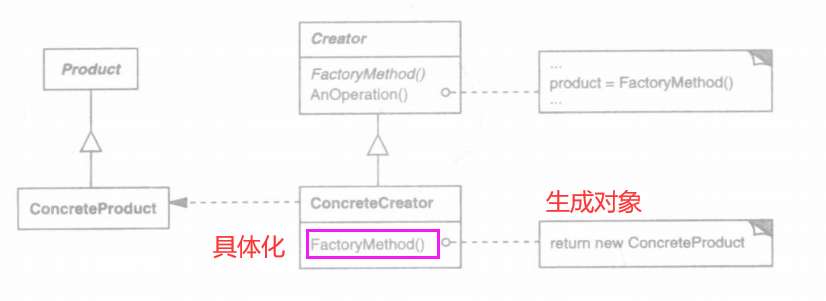 Product
ConcreteProduct
Creator
FactoryMethod()
AnOperation()
...
product = FactoryMethod()
...
ConcreteCreator
具体化
FactoryMethod()
生成对象
return new ConcreteProduct